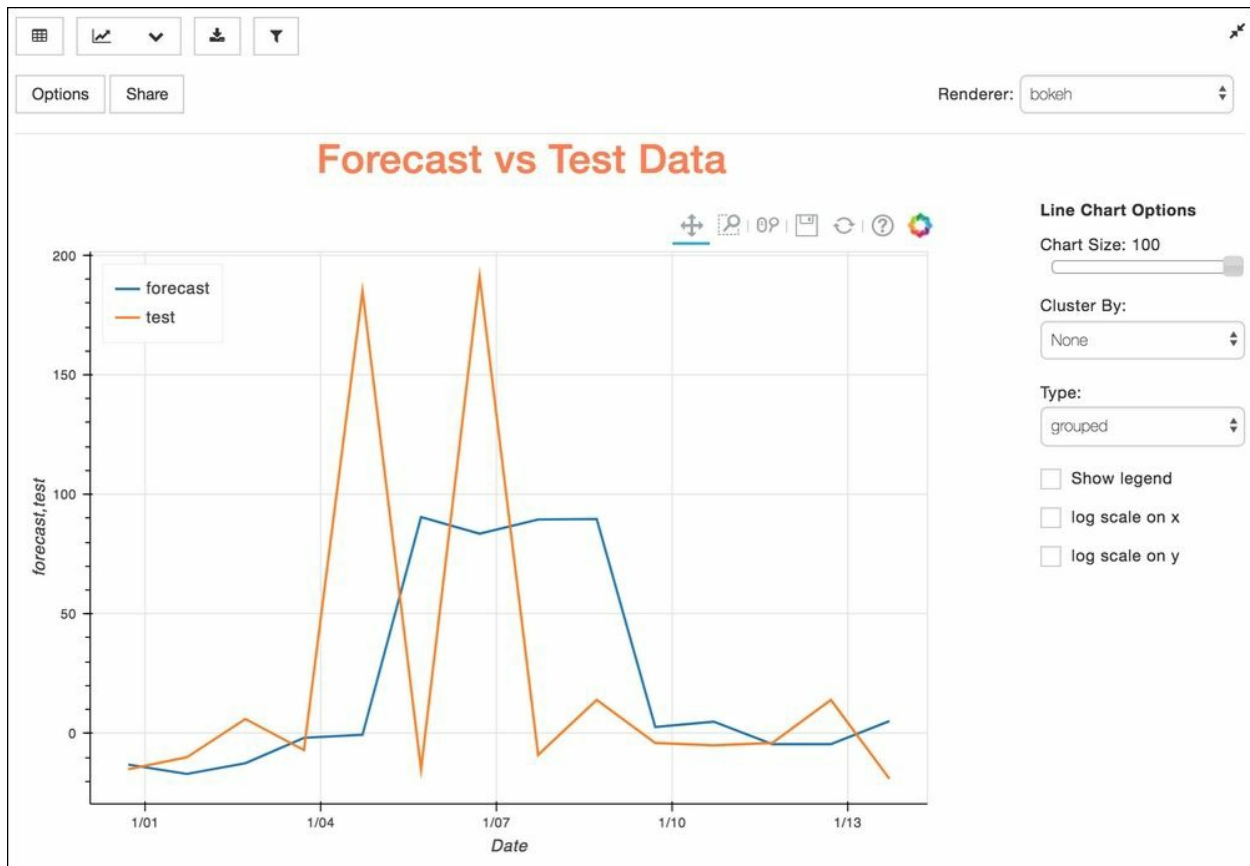 Options
Share
Renderer: bokeh
Forecast vs Test Data
Line Chart Options
Chart Size: 100
Cluster By:
None
Type:
grouped
Show legend
log scale on x
log scale on y
forecast
test
200
150
100
50
0
forecast,test
1/01
1/04
1/07
1/10
1/13
Date